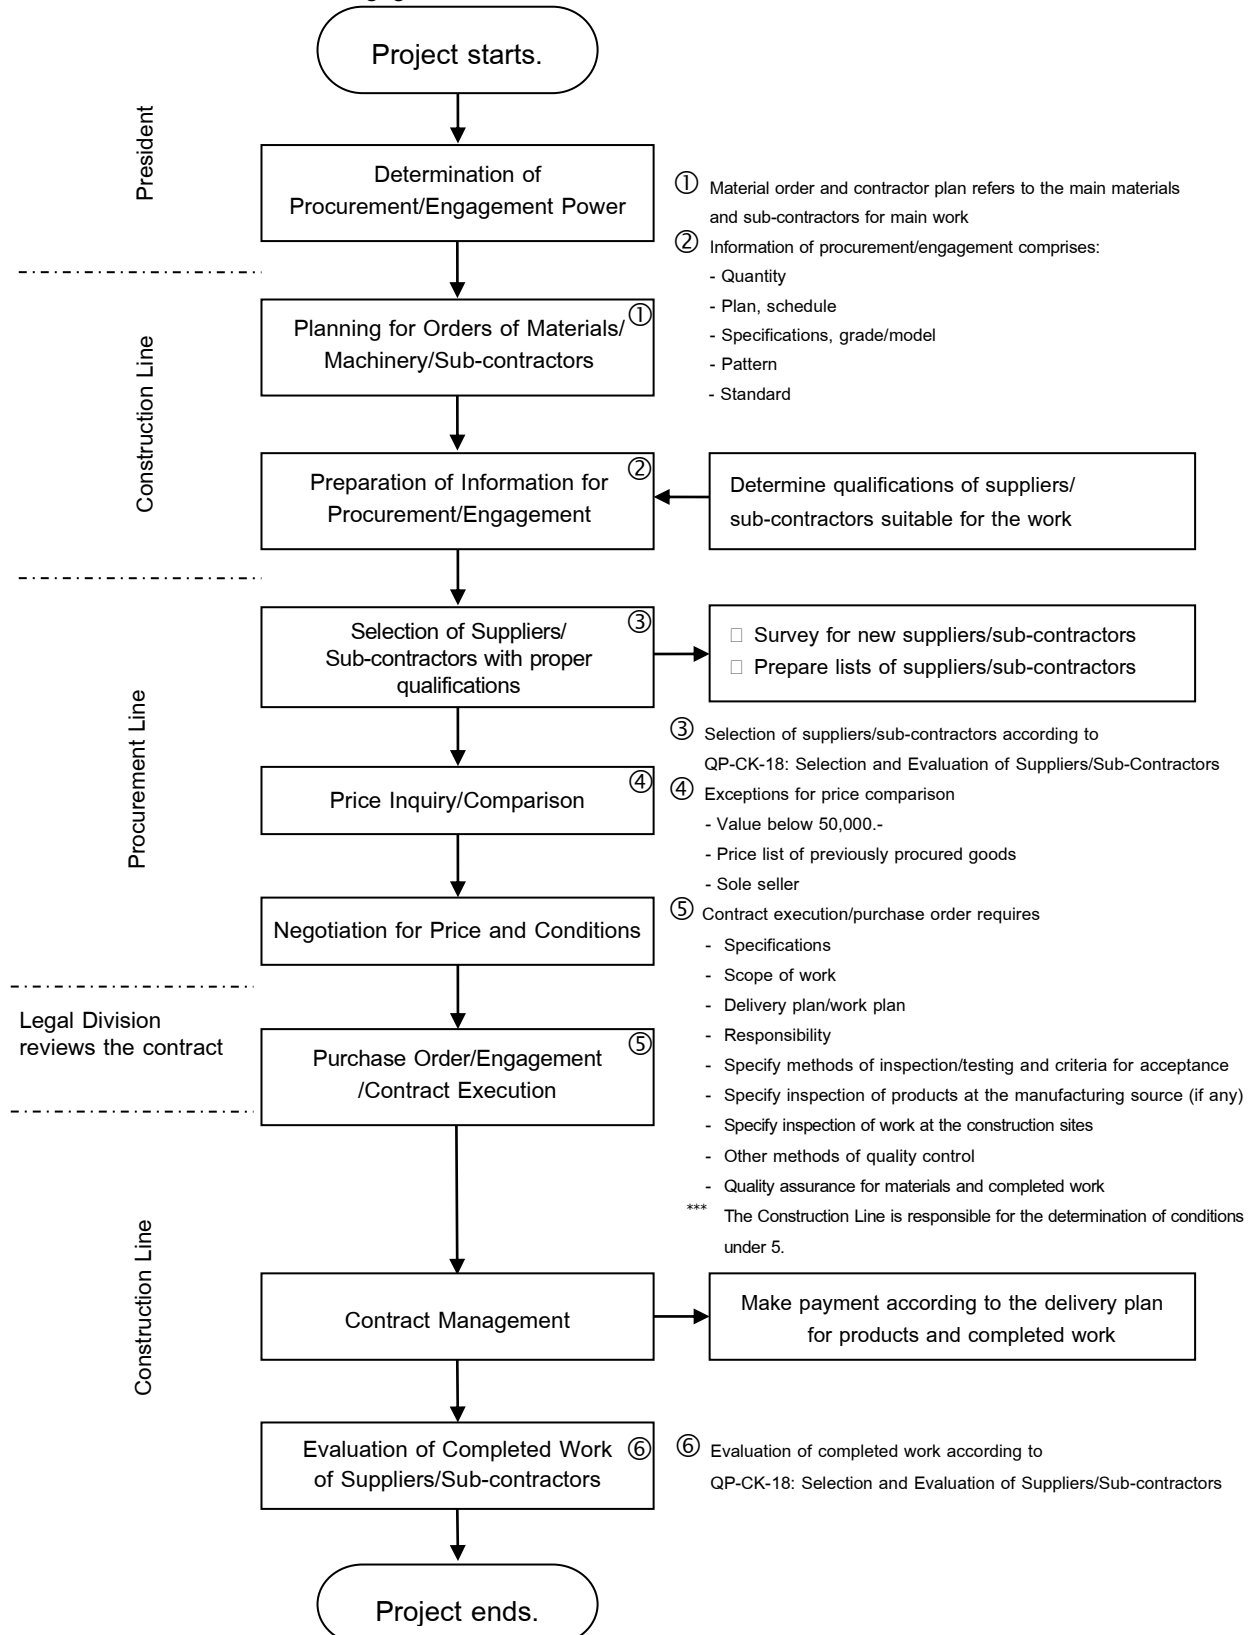 Project starts.
President
Determination of
Procurement/Engagement Power
① Material order and contractor plan refers to the main materials
and sub-contractors for main work
② Information of procurement/engagement comprises:
- Quantity
- Plan, schedule
- Specifications, grade/model
- Pattern
- Standard
Construction Line
Planning for Orders of Materials/
Machinery/Sub-contractors
①
Preparation of Information for
Procurement/Engagement
②
Determine qualifications of suppliers/
sub-contractors suitable for the work
Procurement Line
Selection of Suppliers/
Sub-contractors with proper
qualifications
③
Survey for new suppliers/sub-contractors
Prepare lists of suppliers/sub-contractors
③ Selection of suppliers/sub-contractors according to
QP-CK-18: Selection and Evaluation of Suppliers/Sub-Contractors
Price Inquiry/Comparison
④
④ Exceptions for price comparison
- Value below 50,000.-
- Price list of previously procured goods
- Sole seller
Negotiation for Price and Conditions
Legal Division
reviews the contract
Purchase Order/Engagement
/Contract Execution
⑤
⑤ Contract execution/purchase order requires
- Specifications
- Scope of work
- Delivery plan/work plan
- Responsibility
- Specify methods of inspection/testing and criteria for acceptance
- Specify inspection of products at the manufacturing source (if any)
- Specify inspection of work at the construction sites
- Other methods of quality control
- Quality assurance for materials and completed work
*** The Construction Line is responsible for the determination of conditions
under 5.
Construction Line
Contract Management
Make payment according to the delivery plan
for products and completed work
Evaluation of Completed Work
of Suppliers/Sub-contractors
⑥
⑥ Evaluation of completed work according to
QP-CK-18: Selection and Evaluation of Suppliers/Sub-contractors
Project ends.